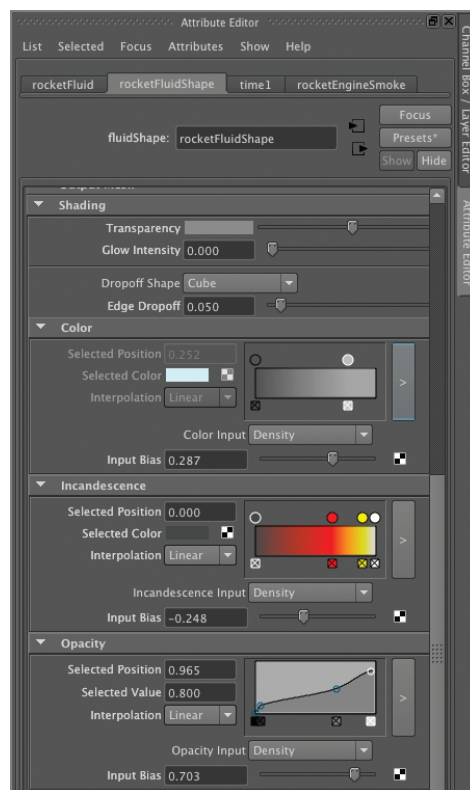 Attribute Editor
List Selected Focus Attributes Show Help
rocketFluid rocketFluidShape time1 rocketEngineSmoke
Focus
fluidShape: rocketFluidShape Presets*
Show Hide
Output Mesh
Shading
Transparency
Glow Intensity 0.000
Dropoff Shape Cube
Edge Dropoff 0.050
Color
Selected Position 0.252
Selected Color
Interpolation Linear
>
Color Input Density
Input Bias 0.287
Incandescence
Selected Position 0.000
Selected Color
Interpolation Linear
>
Incandescence Input Density
Input Bias -0.248
Opacity
Selected Position 0.965
Selected Value 0.800
Interpolation Linear
>
Opacity Input Density
Input Bias 0.703
Channel Box / Layer Editor
Attribute Editor